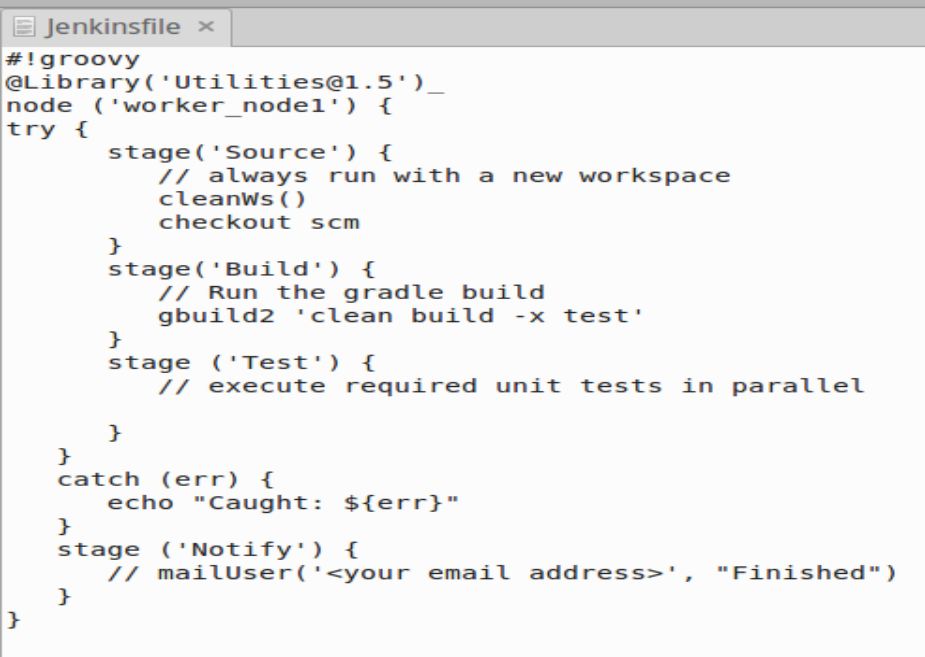 Jenkinsfile ×
#!groovy
@Library('Utilities@1.5')_
node ('worker_node1') {
try {
      stage('Source') {
         // always run with a new workspace
         cleanWs()
         checkout scm
      }
      stage('Build') {
         // Run the gradle build
         gbuild2 'clean build -x test'
      }
      stage ('Test') {
         // execute required unit tests in parallel

      }
   }
   catch (err) {
      echo "Caught: ${err}"
   }
   stage ('Notify') {
      // mailUser('<your email address>', "Finished")
   }
}